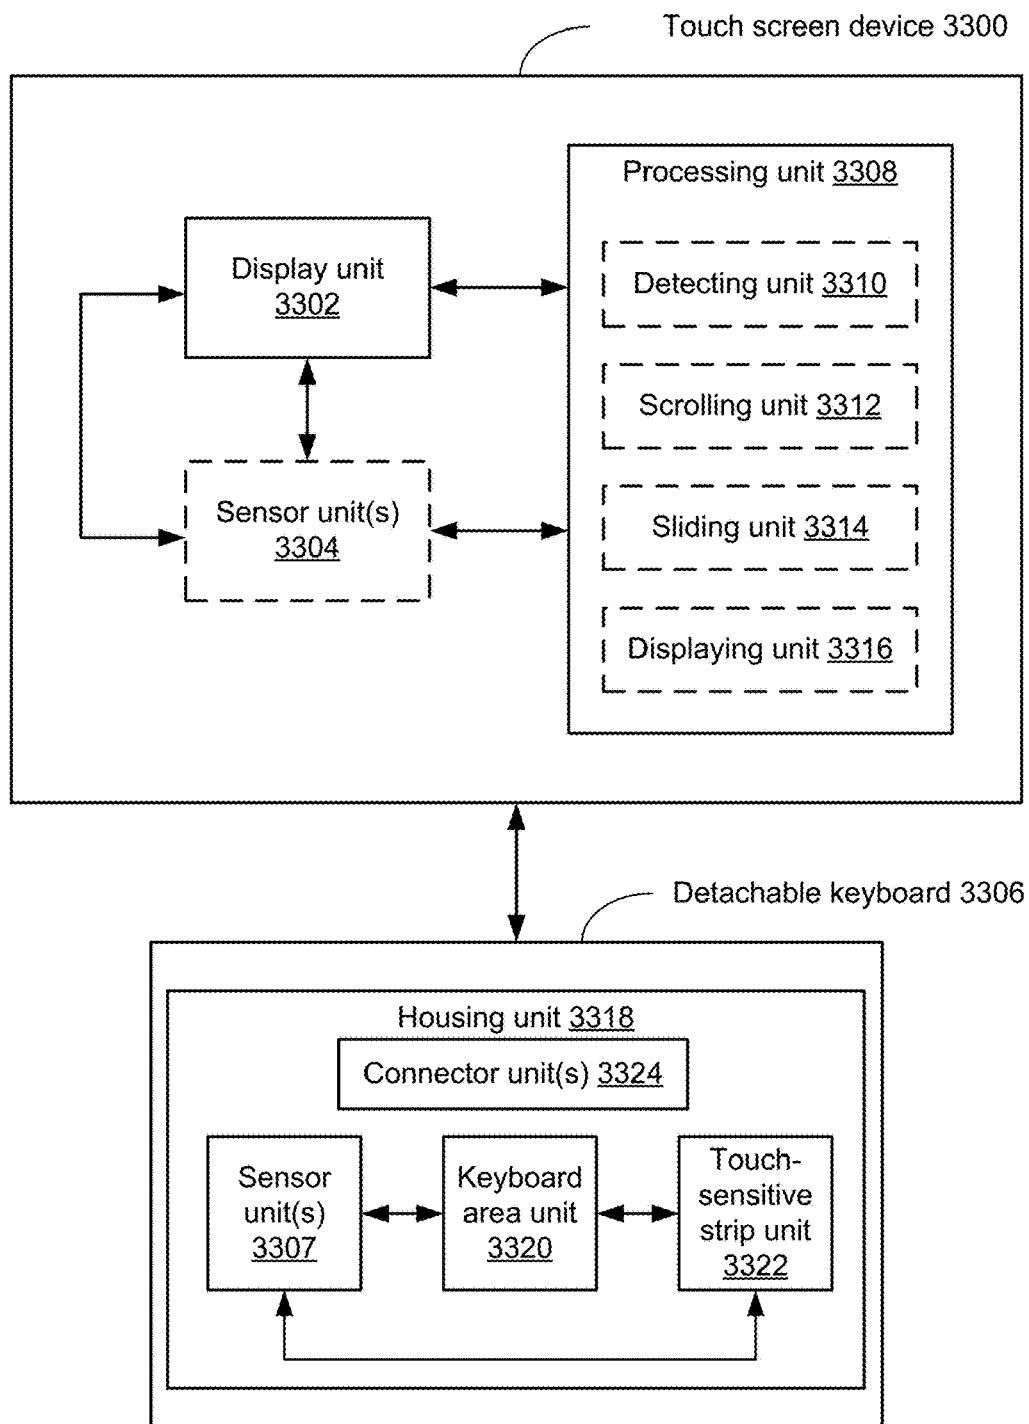 Touch screen device 3300
Processing unit 3308
Display unit
3302
Detecting unit 3310
Scrolling unit 3312
Sensor unit(s)
3304
Sliding unit 3314
Displaying unit 3316
Detachable keyboard 3306
Housing unit 3318
Connector unit(s) 3324
Sensor
unit(s)
3307
Keyboard
area unit
3320
Touch-
sensitive
strip unit
3322